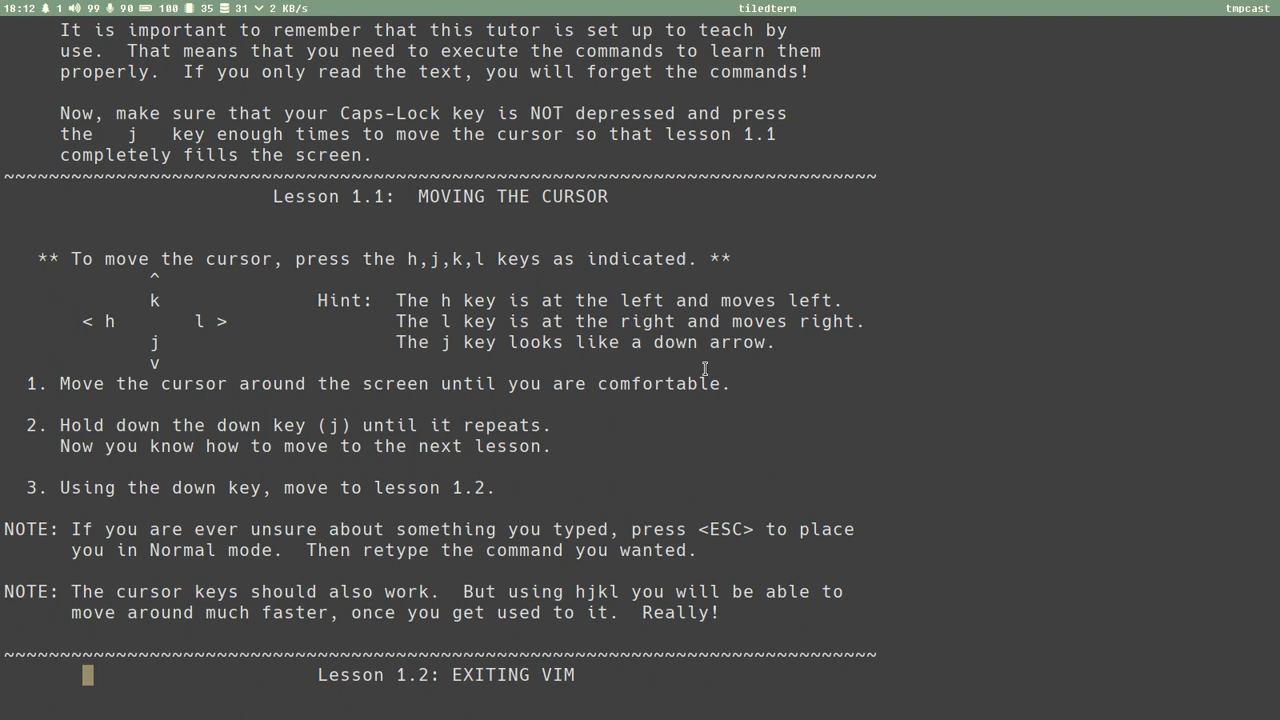 18:12 1 99 90 100 35 31 2 KB/s tiledterm tmpcast
It is important to remember that this tutor is set up to teach by
use.  That means that you need to execute the commands to learn them
properly.  If you only read the text, you will forget the commands!
Now, make sure that your Caps-Lock key is NOT depressed and press
the   j   key enough times to move the cursor so that lesson 1.1
completely fills the screen.
~~~~~~~~~~~~~~~~~~~~~~~~~~~~~~~~~~~~~~~~~~~~~~~~~~~~~~~~~~~~~~~~~~~~~~~~~~~~~~
Lesson 1.1:  MOVING THE CURSOR
** To move the cursor, press the h,j,k,l keys as indicated. **
^
k              Hint:  The h key is at the left and moves left.
< h       l >               The l key is at the right and moves right.
j                     The j key looks like a down arrow.
v
1. Move the cursor around the screen until you are comfortable.
2. Hold down the down key (j) until it repeats.
Now you know how to move to the next lesson.
3. Using the down key, move to lesson 1.2.
NOTE: If you are ever unsure about something you typed, press <ESC> to place
you in Normal mode.  Then retype the command you wanted.
NOTE: The cursor keys should also work.  But using hjkl you will be able to
move around much faster, once you get used to it.  Really!
~~~~~~~~~~~~~~~~~~~~~~~~~~~~~~~~~~~~~~~~~~~~~~~~~~~~~~~~~~~~~~~~~~~~~~~~~~~~~~
Lesson 1.2: EXITING VIM